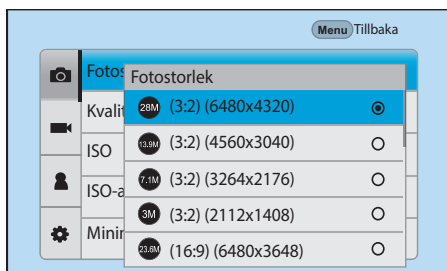 Menu Tillbaka
Fotos
Fotostorlek
28M (3:2) (6480x4320)
Kvalit
13.9M (3:2) (4560x3040)
ISO
7.1M (3:2) (3264x2176)
ISO-a
3M (3:2) (2112x1408)
Minir
23.6M (16:9) (6480x3648)